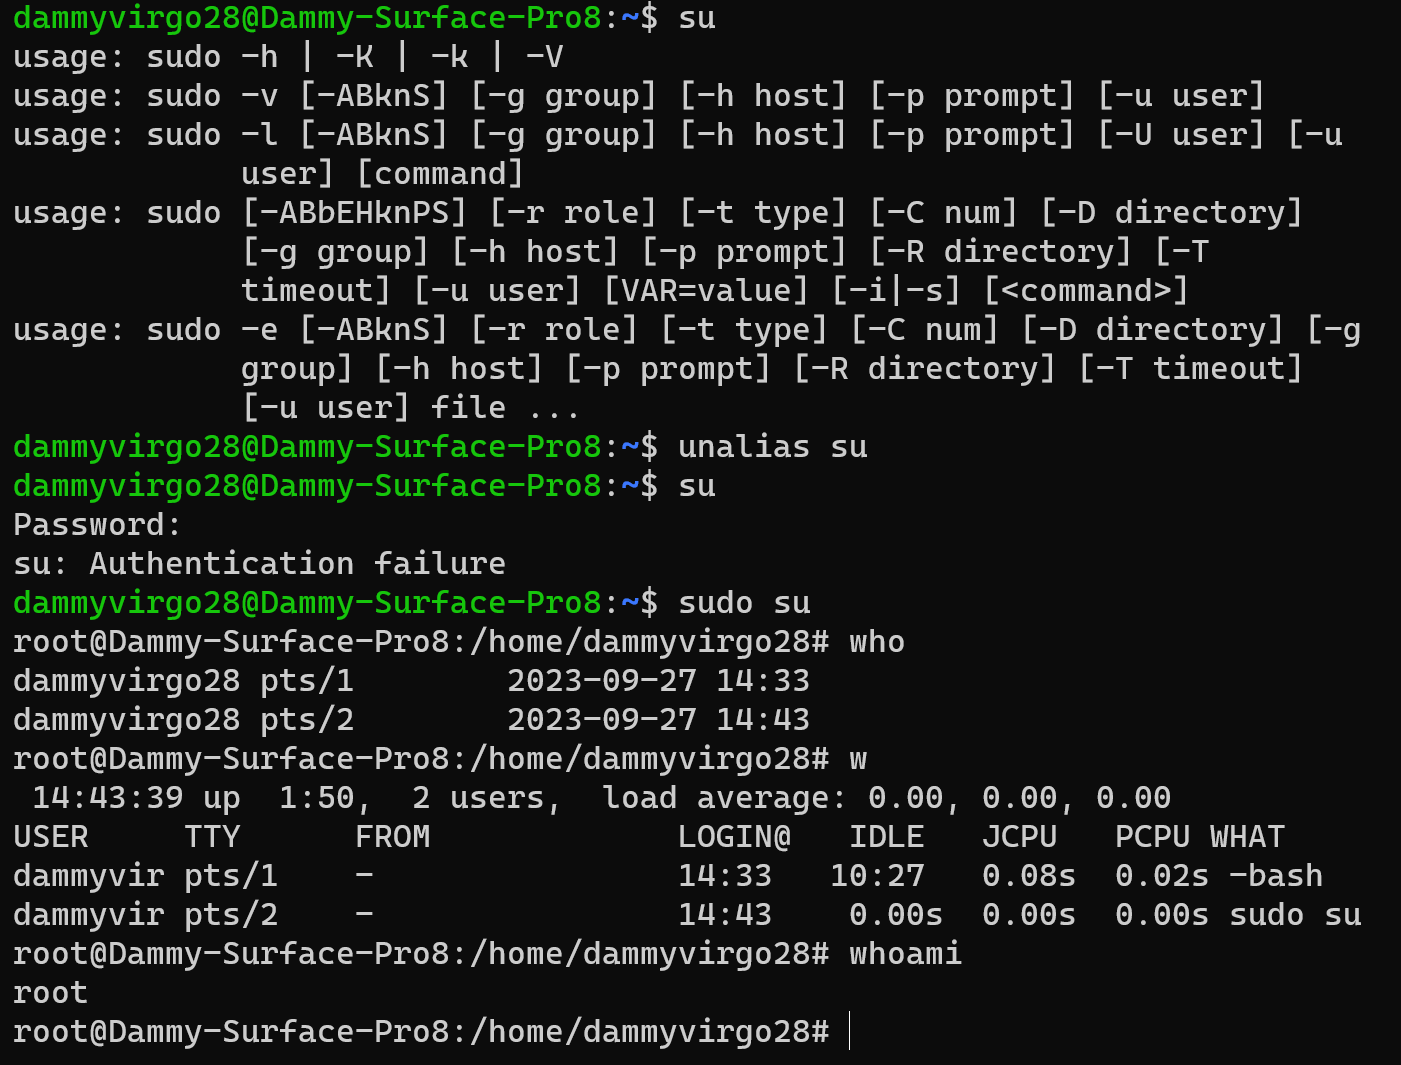 dammyvirgo28@Dammy-Surface-Pro8:~$ su
usage: sudo -h | -K | -k | -V
usage: sudo -v [-ABknS] [-g group] [-h host] [-p prompt] [-u user]
usage: sudo -l [-ABknS] [-g group] [-h host] [-p prompt] [-U user] [-u
            user] [command]
usage: sudo [-ABbEHknPS] [-r role] [-t type] [-C num] [-D directory]
            [-g group] [-h host] [-p prompt] [-R directory] [-T
            timeout] [-u user] [VAR=value] [-i|-s] [<command>]
usage: sudo -e [-ABknS] [-r role] [-t type] [-C num] [-D directory] [-g
            group] [-h host] [-p prompt] [-R directory] [-T timeout]
            [-u user] file ...
dammyvirgo28@Dammy-Surface-Pro8:~$ unalias su
dammyvirgo28@Dammy-Surface-Pro8:~$ su
Password:
su: Authentication failure
dammyvirgo28@Dammy-Surface-Pro8:~$ sudo su
root@Dammy-Surface-Pro8:/home/dammyvirgo28# who
dammyvirgo28 pts/1        2023-09-27 14:33
dammyvirgo28 pts/2        2023-09-27 14:43
root@Dammy-Surface-Pro8:/home/dammyvirgo28# w
 14:43:39 up  1:50,  2 users,  load average: 0.00, 0.00, 0.00
USER     TTY      FROM             LOGIN@   IDLE   JCPU   PCPU WHAT
dammyvir pts/1    -                14:33   10:27   0.08s  0.02s -bash
dammyvir pts/2    -                14:43    0.00s  0.00s  0.00s sudo su
root@Dammy-Surface-Pro8:/home/dammyvirgo28# whoami
root
root@Dammy-Surface-Pro8:/home/dammyvirgo28#